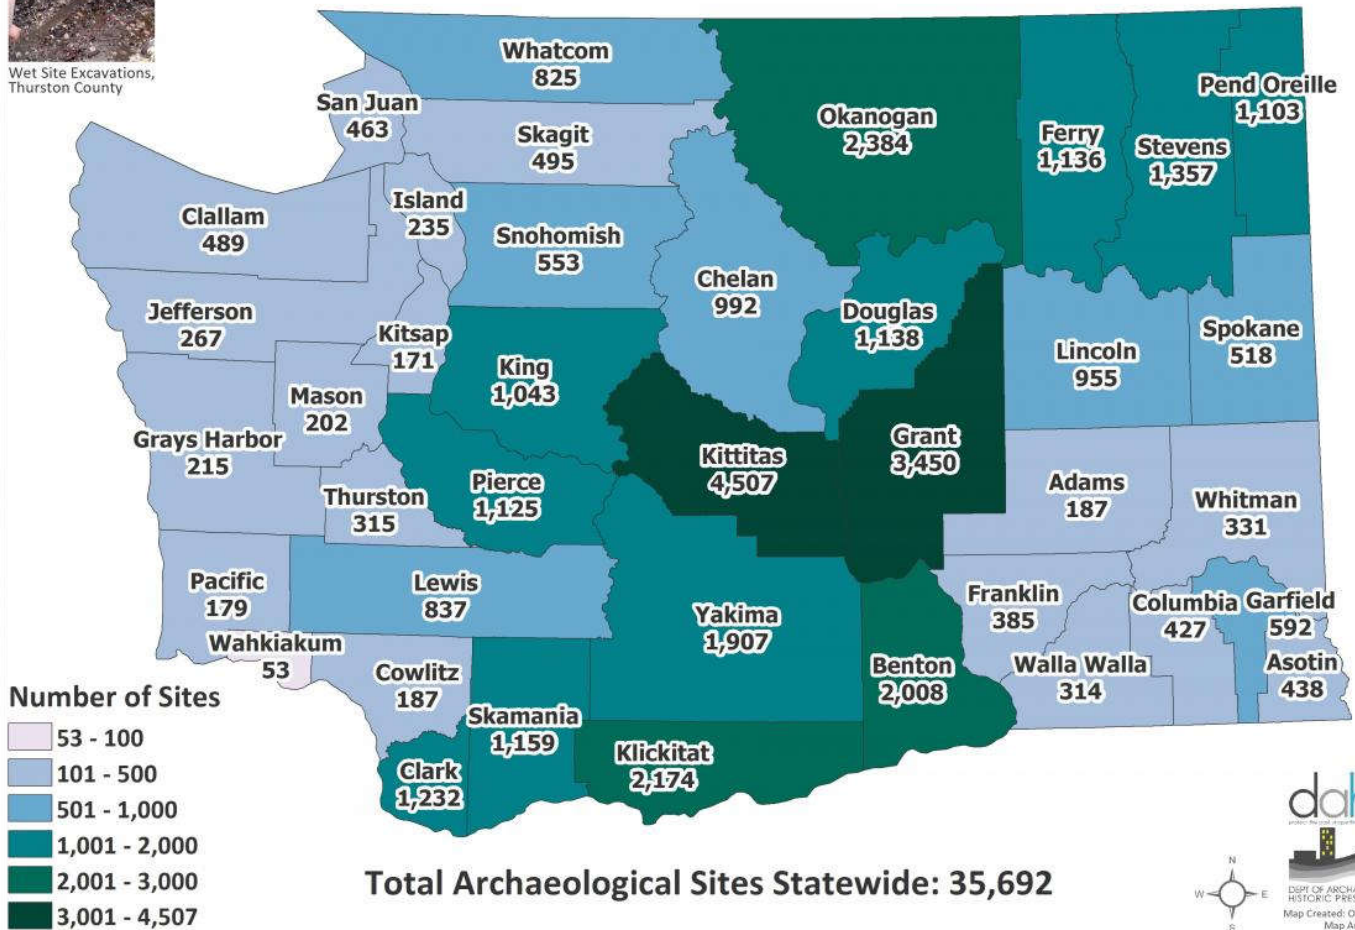 Wet Site Excavations,
Thurston County
Whatcom
825
San Juan
463
Skagit
495
Okanogan
2,384
Ferry
1,136
Stevens
1,357
Pend Oreille
1,103
Clallam
489
Island
235
Snohomish
553
Chelan
992
Douglas
1,138
Jefferson
267
Kitsap
171
King
1,043
Lincoln
955
Spokane
518
Mason
202
Grays Harbor
215
Kittitas
4,507
Grant
3,450
Thurston
315
Pierce
1,125
Adams
187
Whitman
331
Pacific
179
Lewis
837
Yakima
1,907
Franklin
385
Columbia
427
Garfield
592
Wahkiakum
53
Cowlitz
187
Benton
2,008
Walla Walla
314
Asotin
438
Skamania
1,159
Klickitat
2,174
Clark
1,232
Number of Sites
53 - 100
101 - 500
501 - 1,000
1,001 - 2,000
2,001 - 3,000
3,001 - 4,507
Total Archaeological Sites Statewide: 35,692
N
W E
S
DEPT OF
HISTORIC
Map Created:
Map